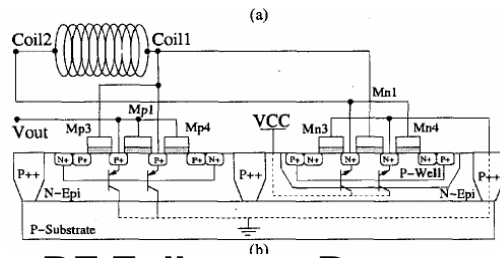 (a)
Coil2 Coil1
Mn1
Mp3 Mp1 Mp4 VCC Mn3 Mn4
Vout
P++ N+ P+ P+ P+ P+ N+ P++ P+ N+ N+ N+ N+ P+ P++
P-Well
N-Epi N-Epi
P-Substrate
(b)